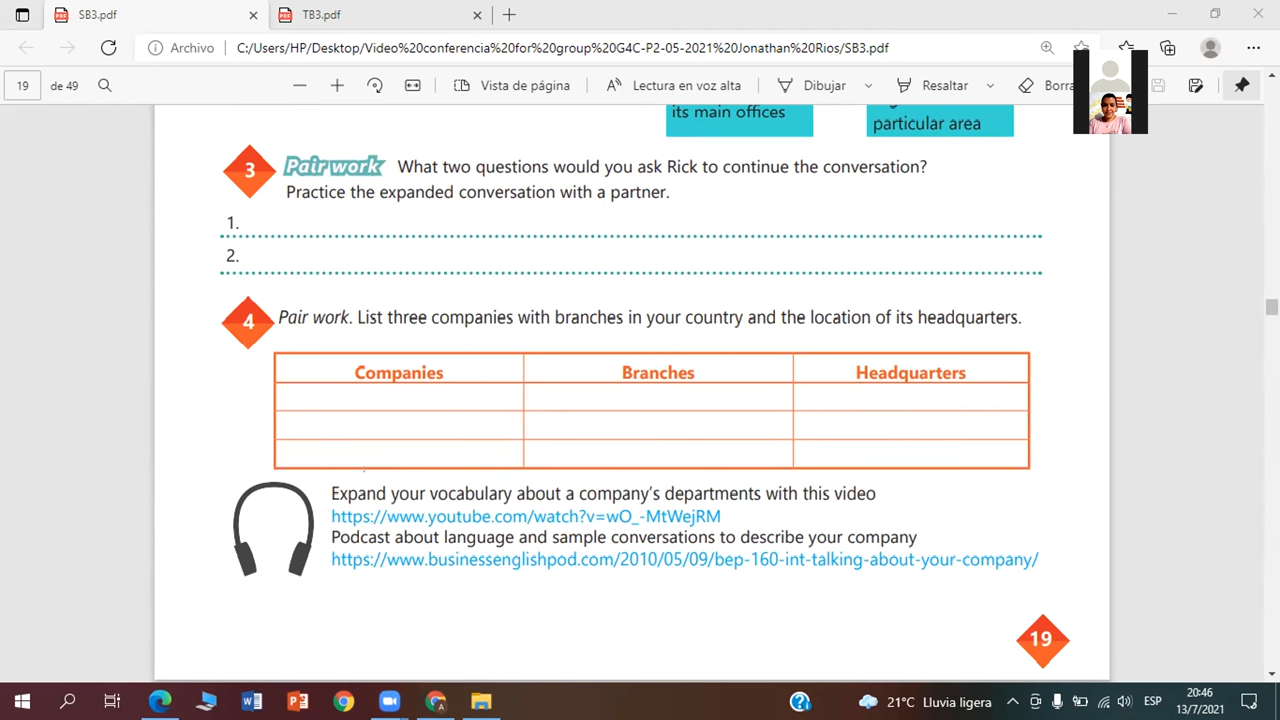 SB3.pdf
TB3.pdf
Archivo
C:/Users/HP/Desktop/Video%20conferencia%20for%20group%20G4C-P2-05-2021%20Jonathan%20Rios/SB3.pdf
19 de 49
Vista de página
Lectura en voz alta
Dibujar
Resaltar
its main offices
particular area
3 Pair work What two questions would you ask Rick to continue the conversation?
Practice the expanded conversation with a partner.
1.
2.
4 Pair work. List three companies with branches in your country and the location of its headquarters.
Companies Branches Headquarters
Expand your vocabulary about a company's departments with this video
https://www.youtube.com/watch?v=wO_-MtWejRM
Podcast about language and sample conversations to describe your company
https://www.businessenglishpod.com/2010/05/09/bep-160-int-talking-about-your-company/
19
21°C Lluvia ligera
ESP
20:46
13/7/2021